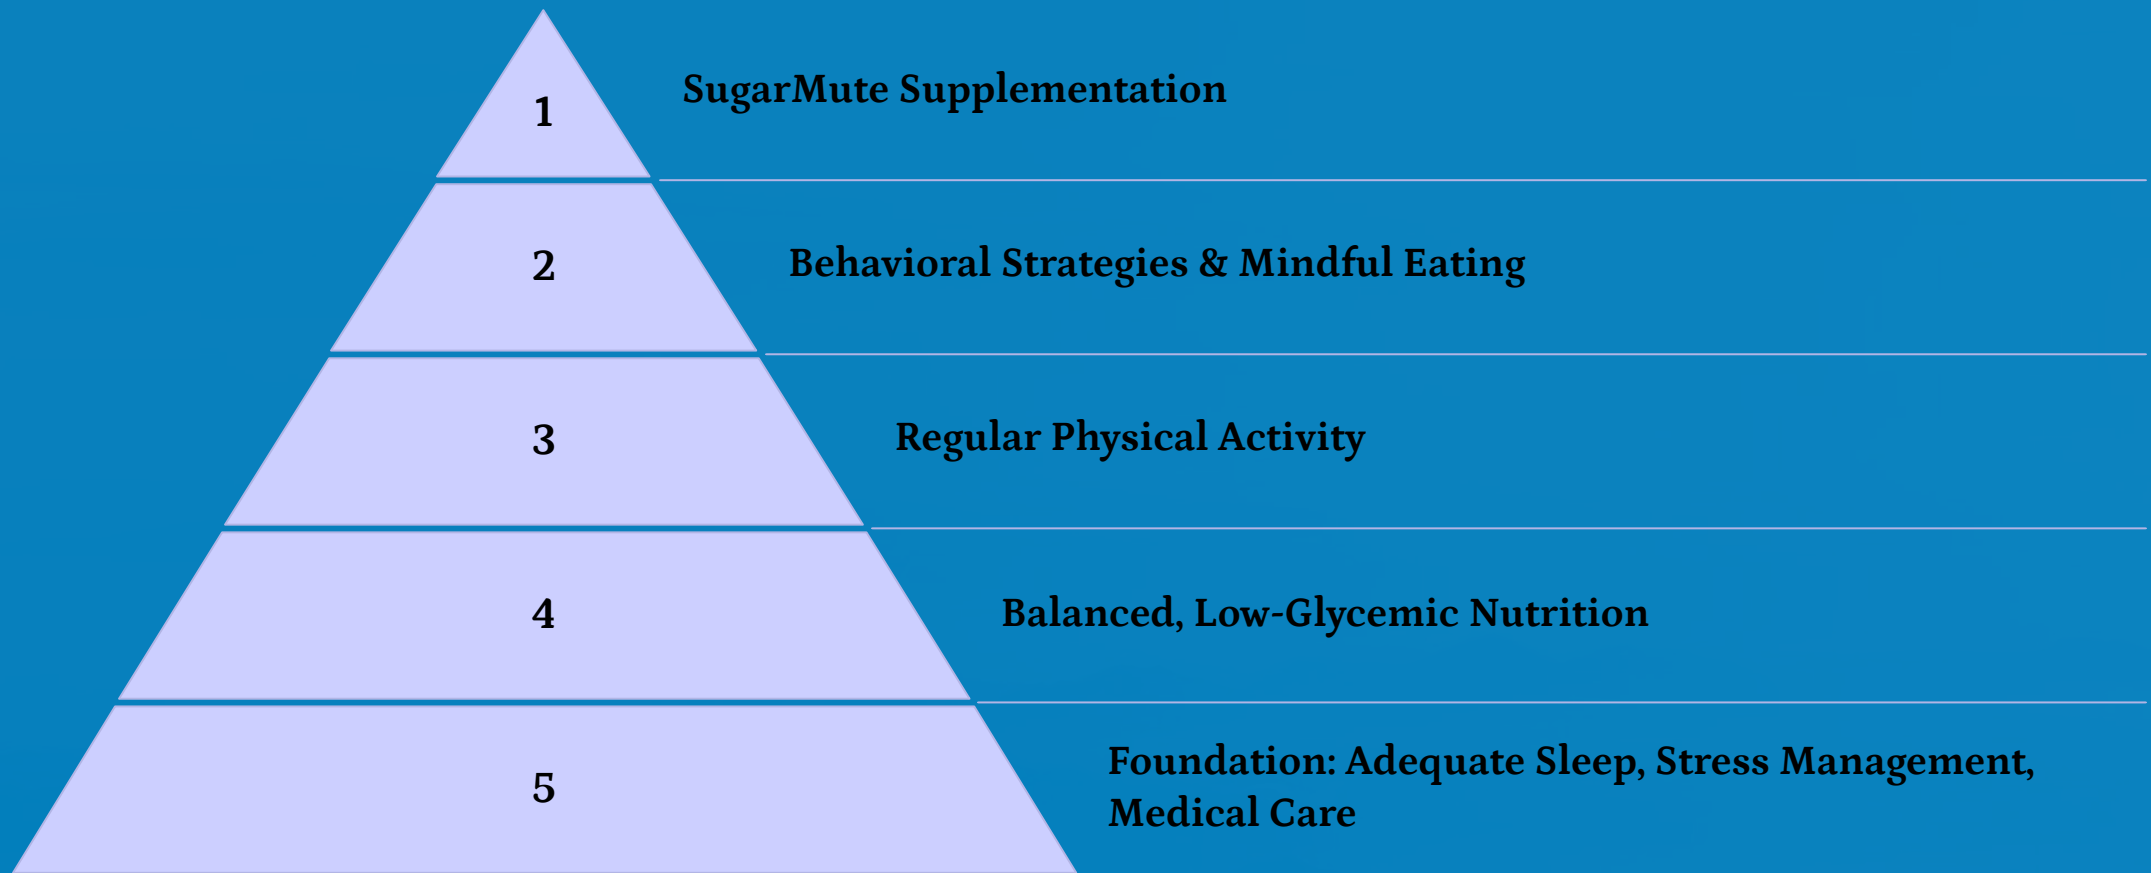 1
SugarMute Supplementation
2
Behavioral Strategies & Mindful Eating
3
Regular Physical Activity
4
Balanced, Low-Glycemic Nutrition
5
Foundation: Adequate Sleep, Stress Management,
Medical Care